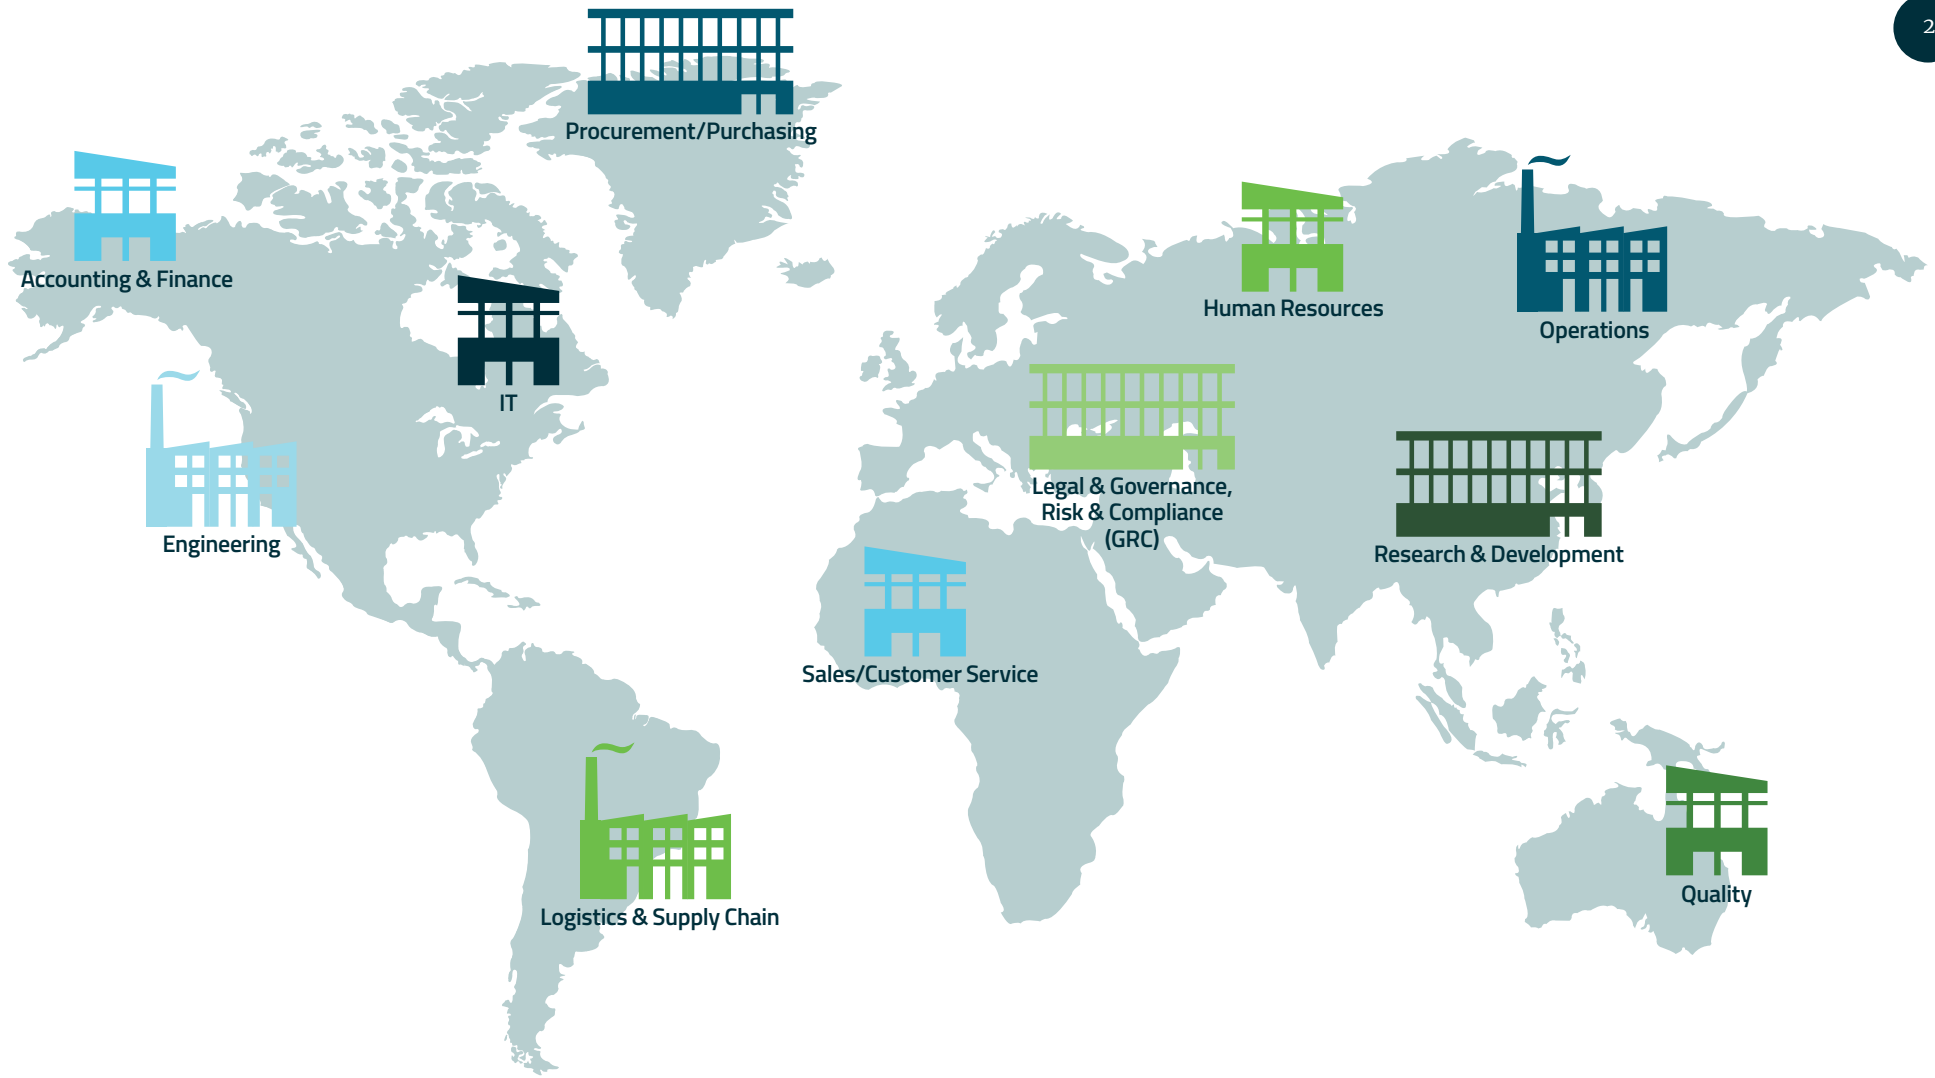 2
Procurement/Purchasing
Accounting & Finance
Human Resources
Operations
IT
Legal & Governance,
Risk & Compliance
(GRC)
Engineering
Research & Development
Sales/Customer Service
Quality
Logistics & Supply Chain